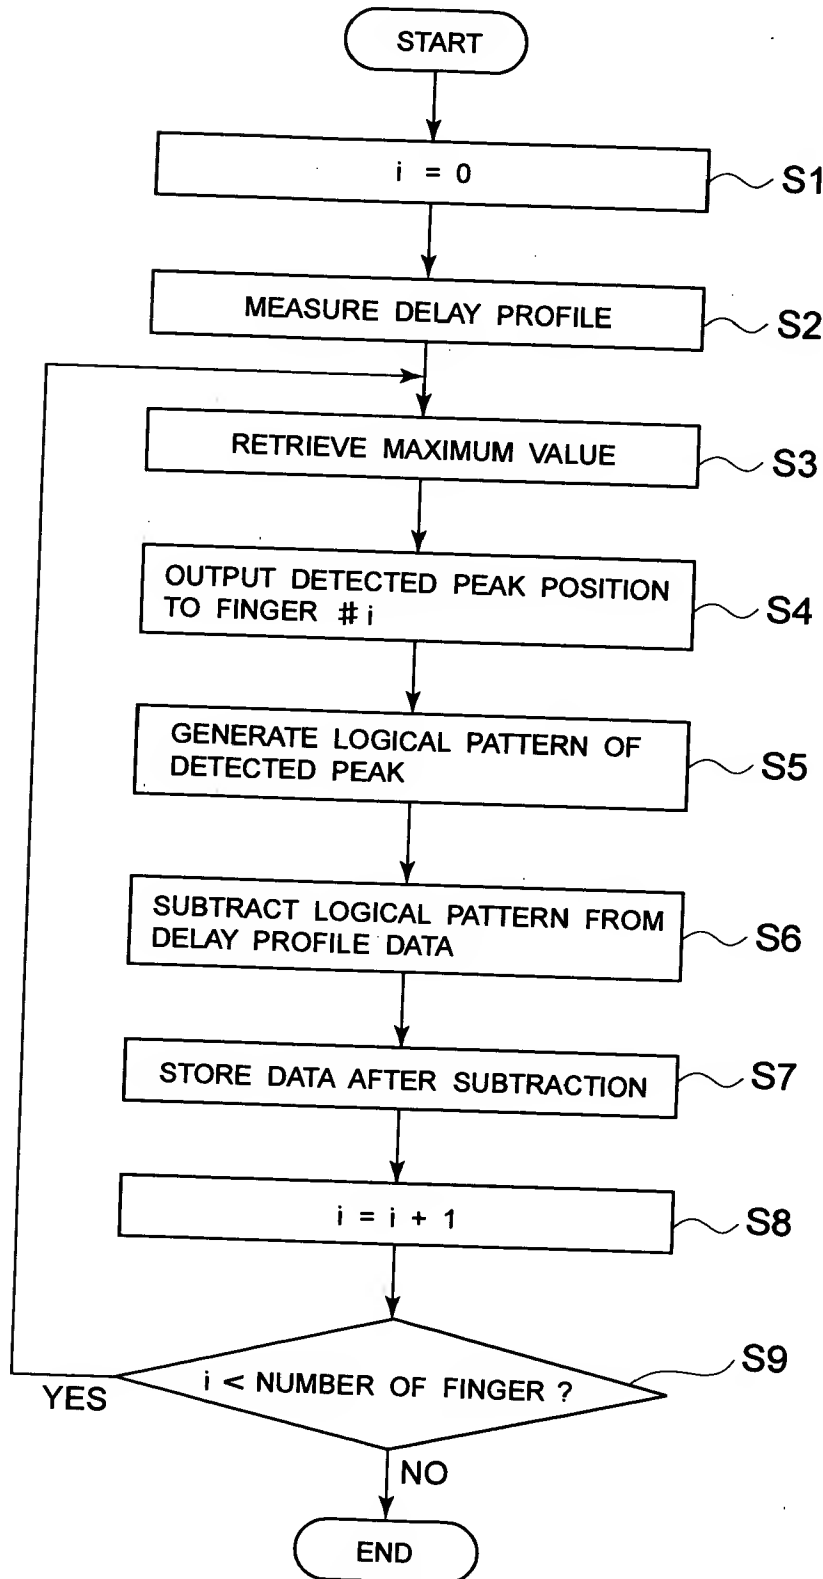 START
i = 0
S1
MEASURE DELAY PROFILE
S2
RETRIEVE MAXIMUM VALUE
S3
OUTPUT DETECTED PEAK POSITION
TO FINGER #i
S4
GENERATE LOGICAL PATTERN OF
DETECTED PEAK
S5
SUBTRACT LOGICAL PATTERN FROM
DELAY PROFILE DATA
S6
STORE DATA AFTER SUBTRACTION
S7
i = i + 1
S8
i < NUMBER OF FINGER ?
S9
YES
NO
END